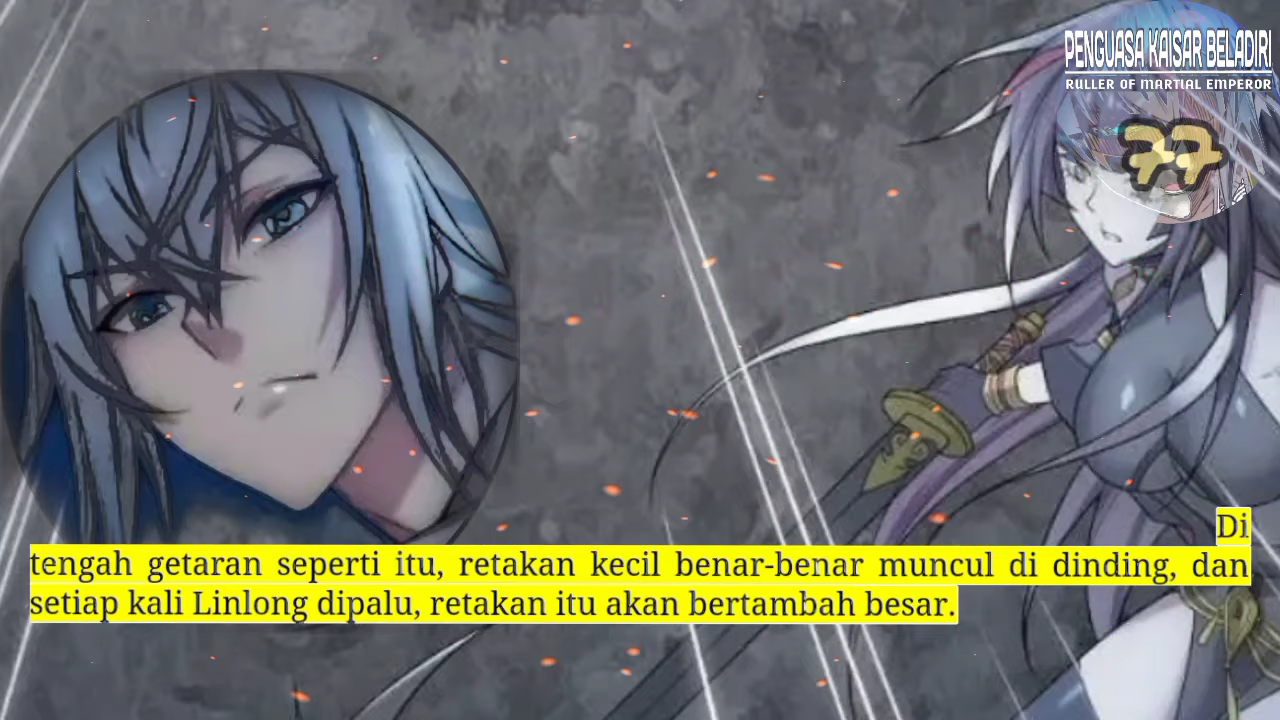 PENGUASA KAISAR BELADIRI
RULLER OF MARTIAL EMPEROR
77
Di
tengah getaran seperti itu, retakan kecil benar-benar muncul di dinding, dan
setiap kali Linlong dipalu, retakan itu akan bertambah besar.